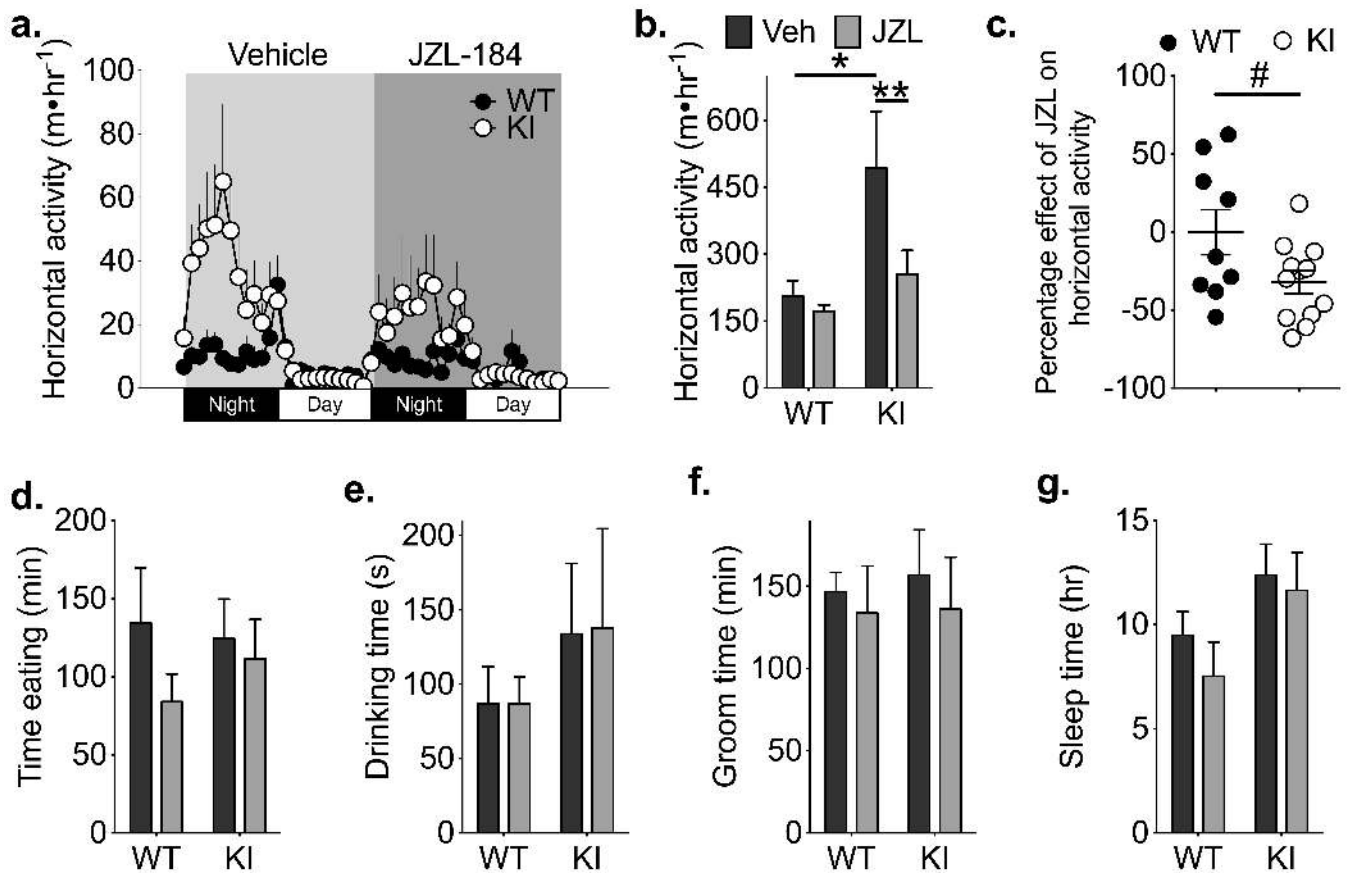 a.
Vehicle JZL-184
Horizontal activity (m•hr⁻¹)
100
80
60
40
20
0
WT
KI
Night Day Night Day
b.
Veh JZL
Horizontal activity (m•hr⁻¹)
600
450
300
150
0
*
**
WT KI
c.
WT KI
Percentage effect of JZL on
horizontal activity
100
50
0
-50
-100
#
d.
Time eating (min)
200
150
100
50
0
WT KI
e.
Drinking time (s)
200
150
100
50
0
WT KI
f.
Groom time (min)
150
100
50
0
WT KI
g.
Sleep time (hr)
15
10
5
0
WT KI